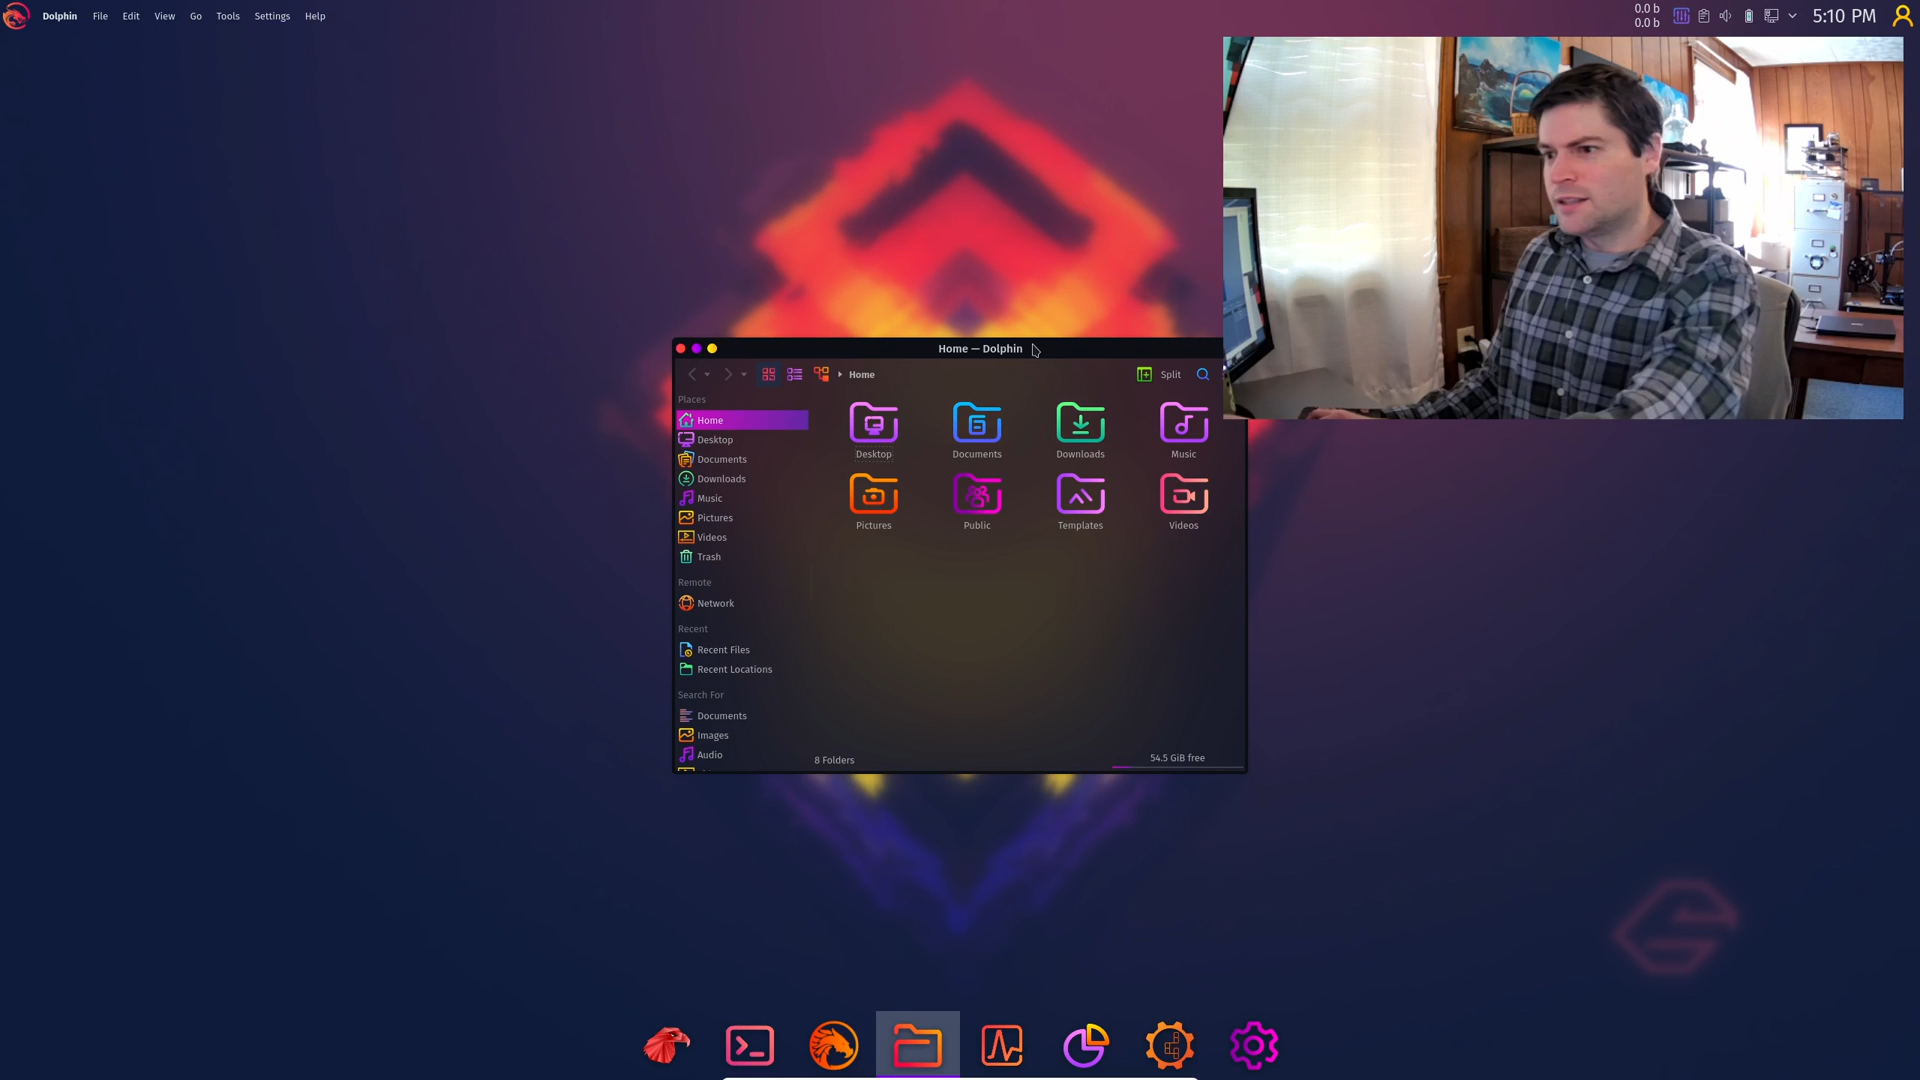 Dolphin File Edit View Go Tools Settings Help
0.0 b
0.0 b
5:10 PM
Home — Dolphin
Home
Split
Places
Home
Desktop
Documents
Downloads
Music
Pictures
Videos
Trash
Remote
Network
Recent
Recent Files
Recent Locations
Search For
Documents
Images
Audio
Desktop Documents Downloads Music
Pictures Public Templates Videos
8 Folders
54.5 GiB free